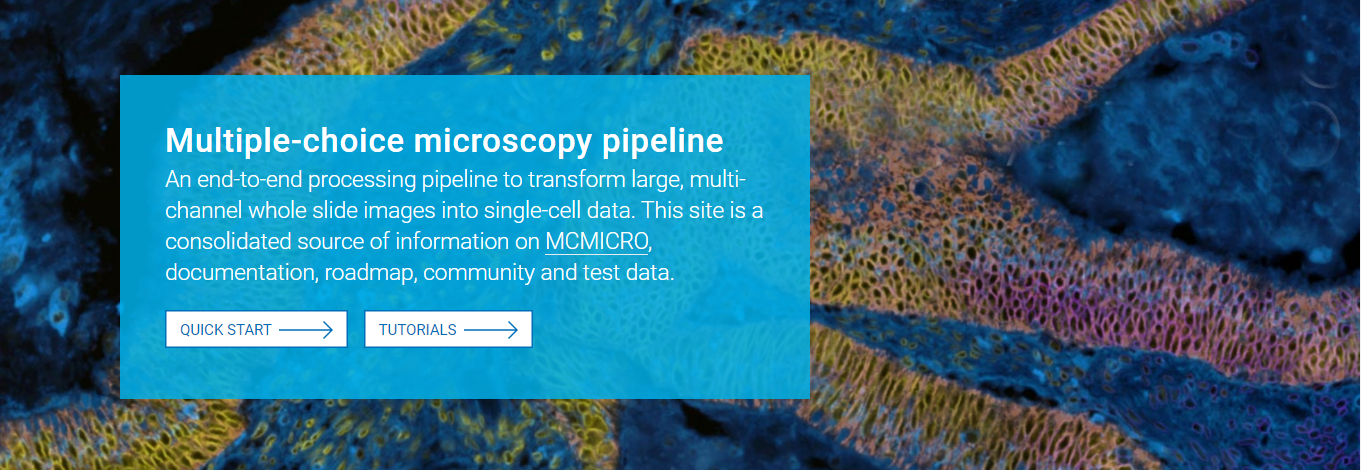 Multiple-choice microscopy pipeline
An end-to-end processing pipeline to transform large, multi-
channel whole slide images into single-cell data. This site is a
consolidated source of information on MCMICRO,
documentation, roadmap, community and test data.
QUICK START
TUTORIALS